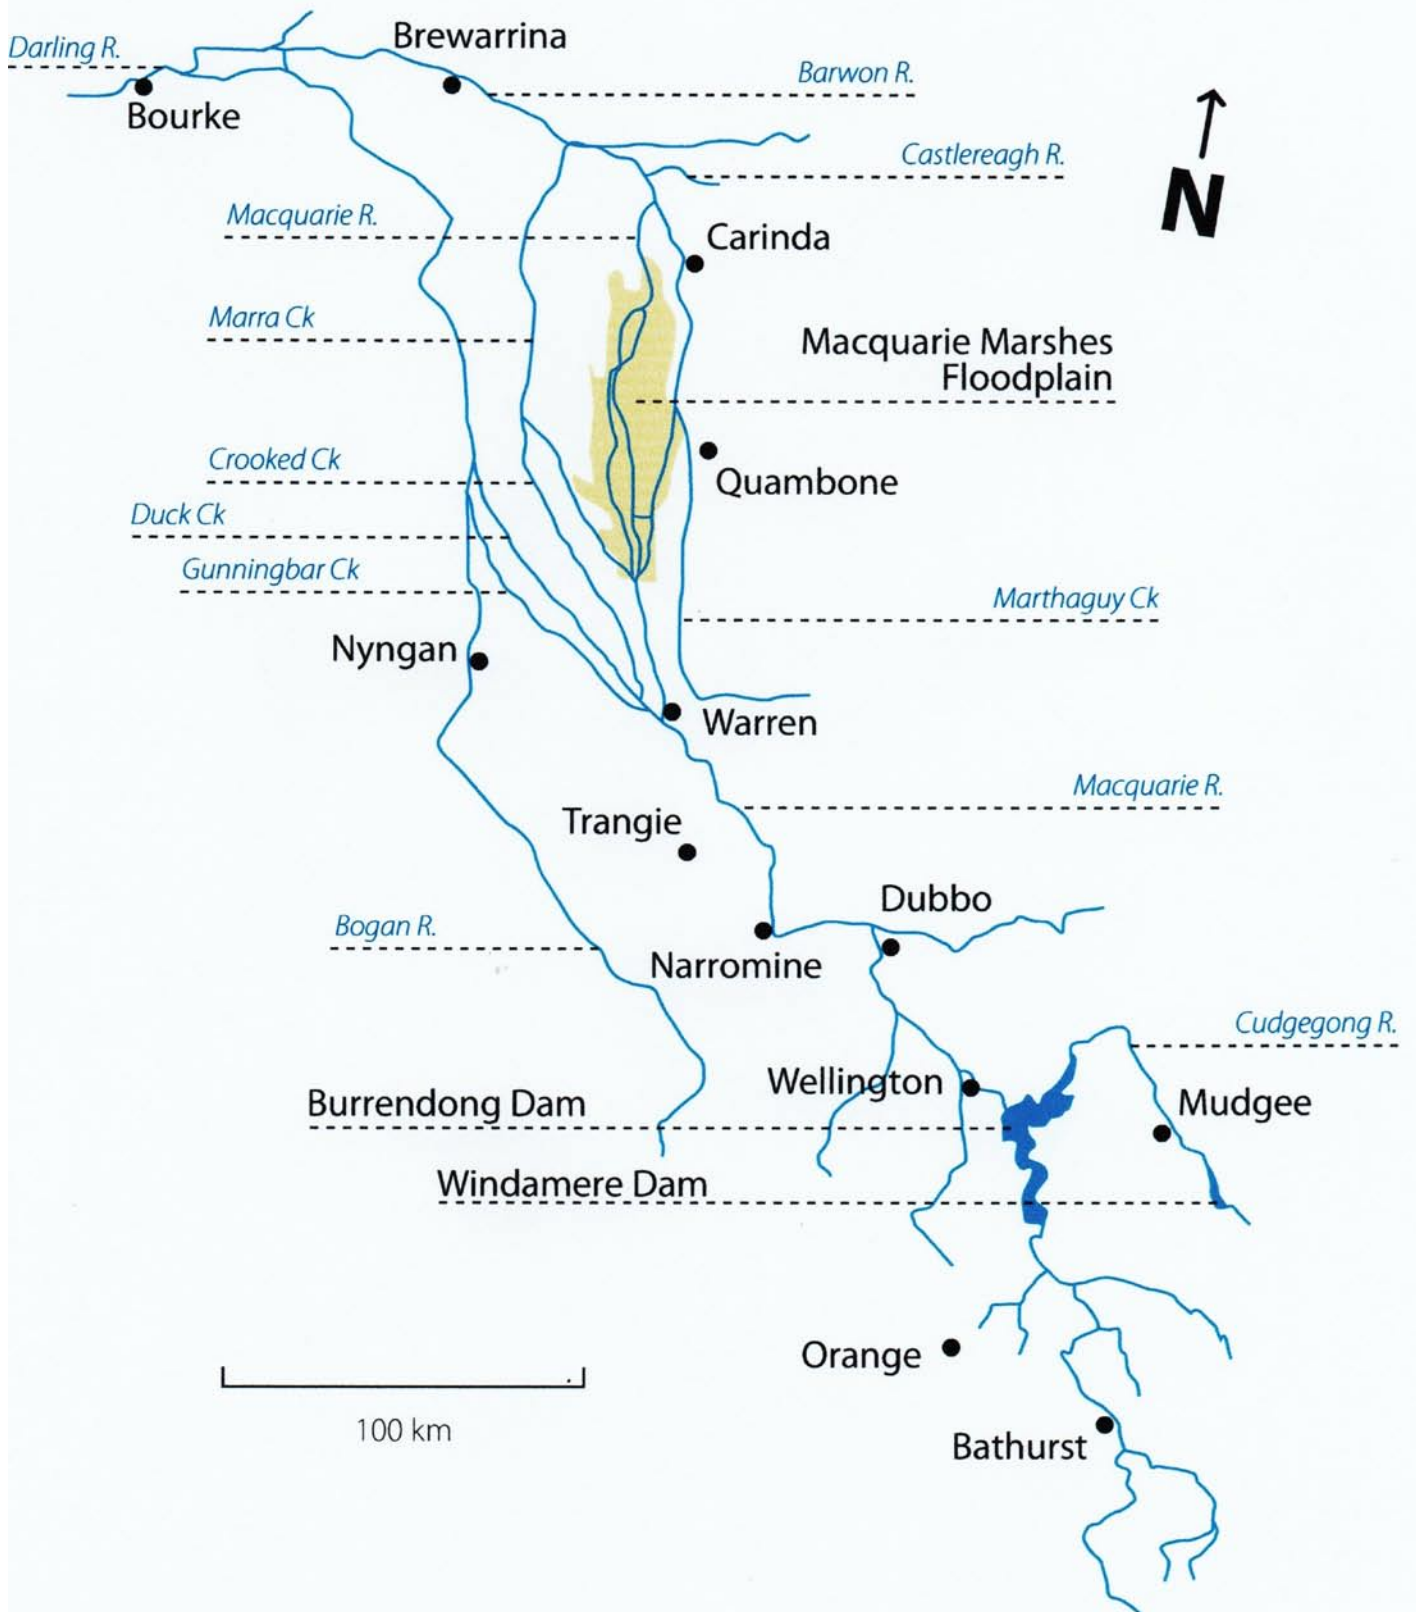 Brewarrina
Darling R.
Barwon R.
Bourke
Castlereagh R.
N
Macquarie R.
Carinda
Marra Ck
Macquarie Marshes
Floodplain
Crooked Ck
Quambone
Duck Ck
Gunningbar Ck
Marthaguy Ck
Nyngan
Warren
Macquarie R.
Trangie
Dubbo
Bogan R.
Narromine
Cudgegong R.
Wellington
Burrendong Dam
Mudgee
Windamere Dam
Orange
100 km
Bathurst